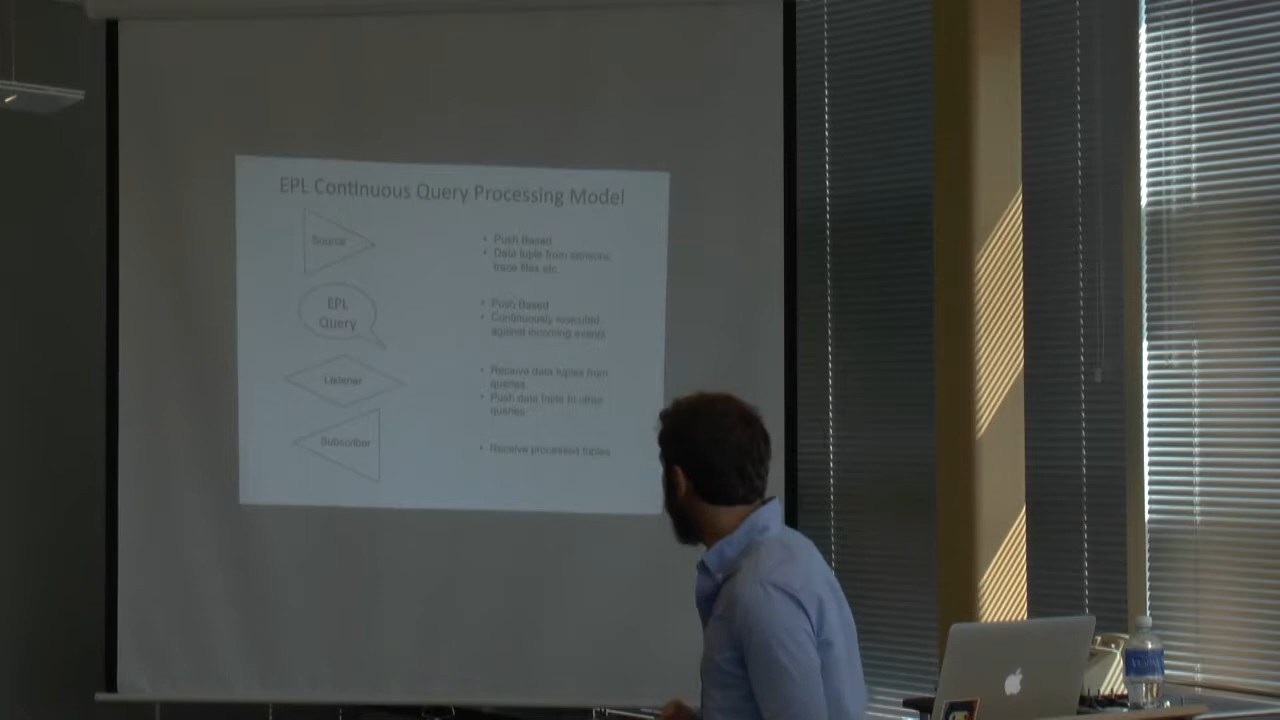 EPL Continuous Query Processing Model
Source
• Push Based
• Data tuple from sensors,
trace files etc.
EPL
Query
• Push Based
• Continuously executed
against incoming events
Listener
• Receive data tuples from
queries.
• Push data tuple to other
queries
Subscriber
• Receive processed tuples